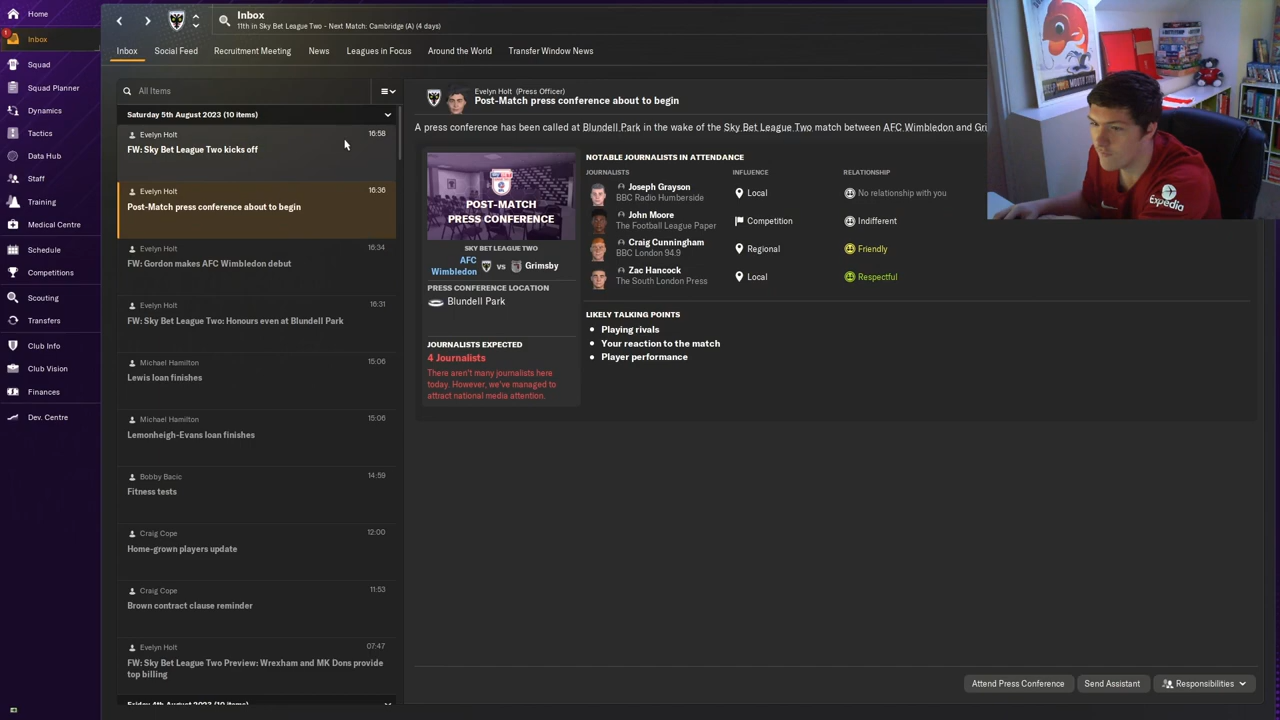 Home
1
Inbox
Squad
Squad Planner
Dynamics
Tactics
Data Hub
Staff
Training
Medical Centre
Schedule
Competitions
Scouting
Transfers
Club Info
Club Vision
Finances
Dev. Centre
Inbox
11th in Sky Bet League Two - Next Match: Cambridge (A) (4 days)
Inbox Social Feed Recruitment Meeting News Leagues in Focus Around the World Transfer Window News
All Items
Saturday 5th August 2023 (10 items)
Evelyn Holt 16:58
FW: Sky Bet League Two kicks off
Evelyn Holt 16:36
Post-Match press conference about to begin
Evelyn Holt 16:34
FW: Gordon makes AFC Wimbledon debut
Evelyn Holt 16:31
FW: Sky Bet League Two: Honours even at Blundell Park
Michael Hamilton 15:06
Lewis loan finishes
Michael Hamilton 15:06
Lemonheigh-Evans loan finishes
Bobby Bacic 14:59
Fitness tests
Craig Cope 12:00
Home-grown players update
Craig Cope 11:53
Brown contract clause reminder
Evelyn Holt 07:47
FW: Sky Bet League Two Preview: Wrexham and MK Dons provide
top billing
Friday 4th August 2023 (10 items)
Evelyn Holt (Press Officer)
Post-Match press conference about to begin
A press conference has been called at Blundell Park in the wake of the Sky Bet League Two match between AFC Wimbledon and Gri
SKY BET
POST-MATCH
PRESS CONFERENCE
SKY BET LEAGUE TWO
AFC
Wimbledon vs Grimsby
PRESS CONFERENCE LOCATION
Blundell Park
JOURNALISTS EXPECTED
4 Journalists
There aren't many journalists here
today. However, we've managed to
attract national media attention.
NOTABLE JOURNALISTS IN ATTENDANCE
JOURNALISTS INFLUENCE RELATIONSHIP
Joseph Grayson
BBC Radio Humberside Local No relationship with you
John Moore
The Football League Paper Competition Indifferent
Craig Cunningham
BBC London 94.9 Regional Friendly
Zac Hancock
The South London Press Local Respectful
LIKELY TALKING POINTS
Playing rivals
Your reaction to the match
Player performance
Attend Press Conference Send Assistant Responsibilities
Expedia